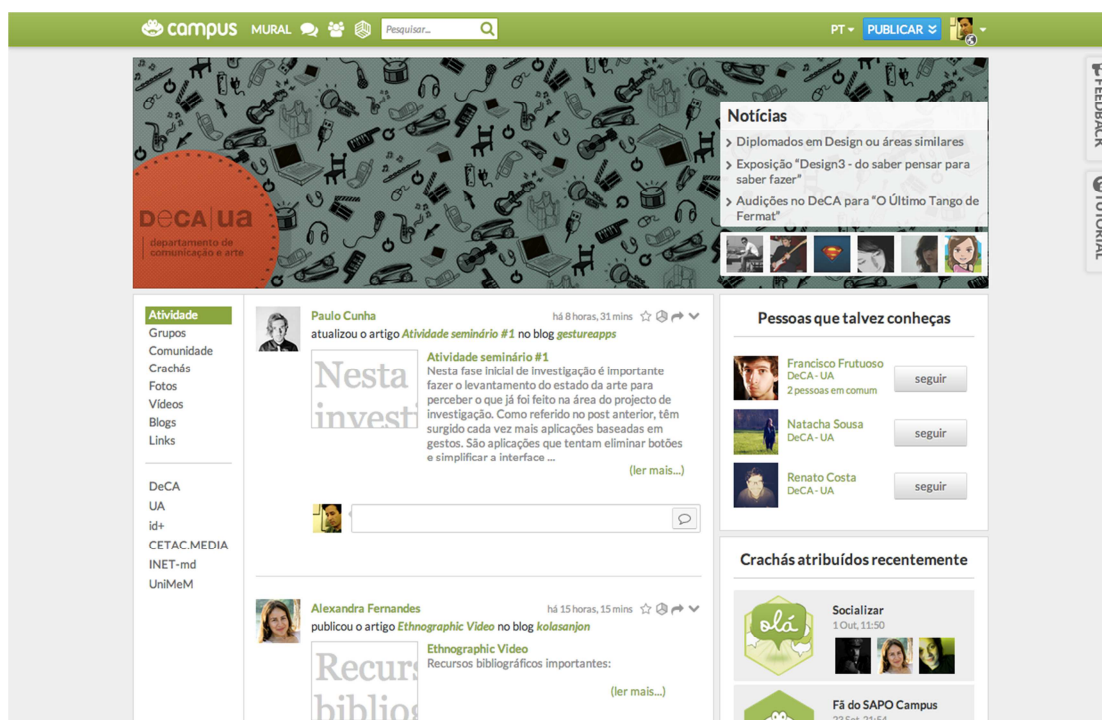 campus MURAL Pesquisar... PT PUBLICAR
FEEDBACK
TUTORIAL
Notícias
Diplomados em Design ou áreas similares
Exposição “Design3 - do saber pensar para
saber fazer”
Audições no DeCA para “O Último Tango de
Fermat”
DeCA|ua
departamento de
comunicação e arte
Atividade
Grupos
Comunidade
Crachás
Fotos
Vídeos
Blogs
Links
DeCA
UA
id+
CETAC.MEDIA
INET-md
UniMeM
Paulo Cunha há 8 horas, 31 mins
atualizou o artigo Atividade seminário #1 no blog gestureapps
Nesta
investi
Atividade seminário #1
Nesta fase inicial de investigação é importante
fazer o levantamento do estado da arte para
perceber o que já foi feito na área do projecto de
investigação. Como referido no post anterior, têm
surgido cada vez mais aplicações baseadas em
gestos. São aplicações que tentam eliminar botões
e simplificar a interface ...
(ler mais...)
Alexandra Fernandes há 15 horas, 15 mins
publicou o artigo Ethnographic Video no blog kolasanjon
Recurs
bibliog
Ethnographic Video
Recursos bibliográficos importantes:
(ler mais...)
Pessoas que talvez conheças
Francisco Frutuoso
DeCA - UA
2 pessoas em comum
seguir
Natacha Sousa
DeCA - UA
seguir
Renato Costa
DeCA - UA
seguir
Crachás atribuídos recentemente
olá
Socializar
1 Out, 11:50
Fã do SAPO Campus
23 Set, 21:54